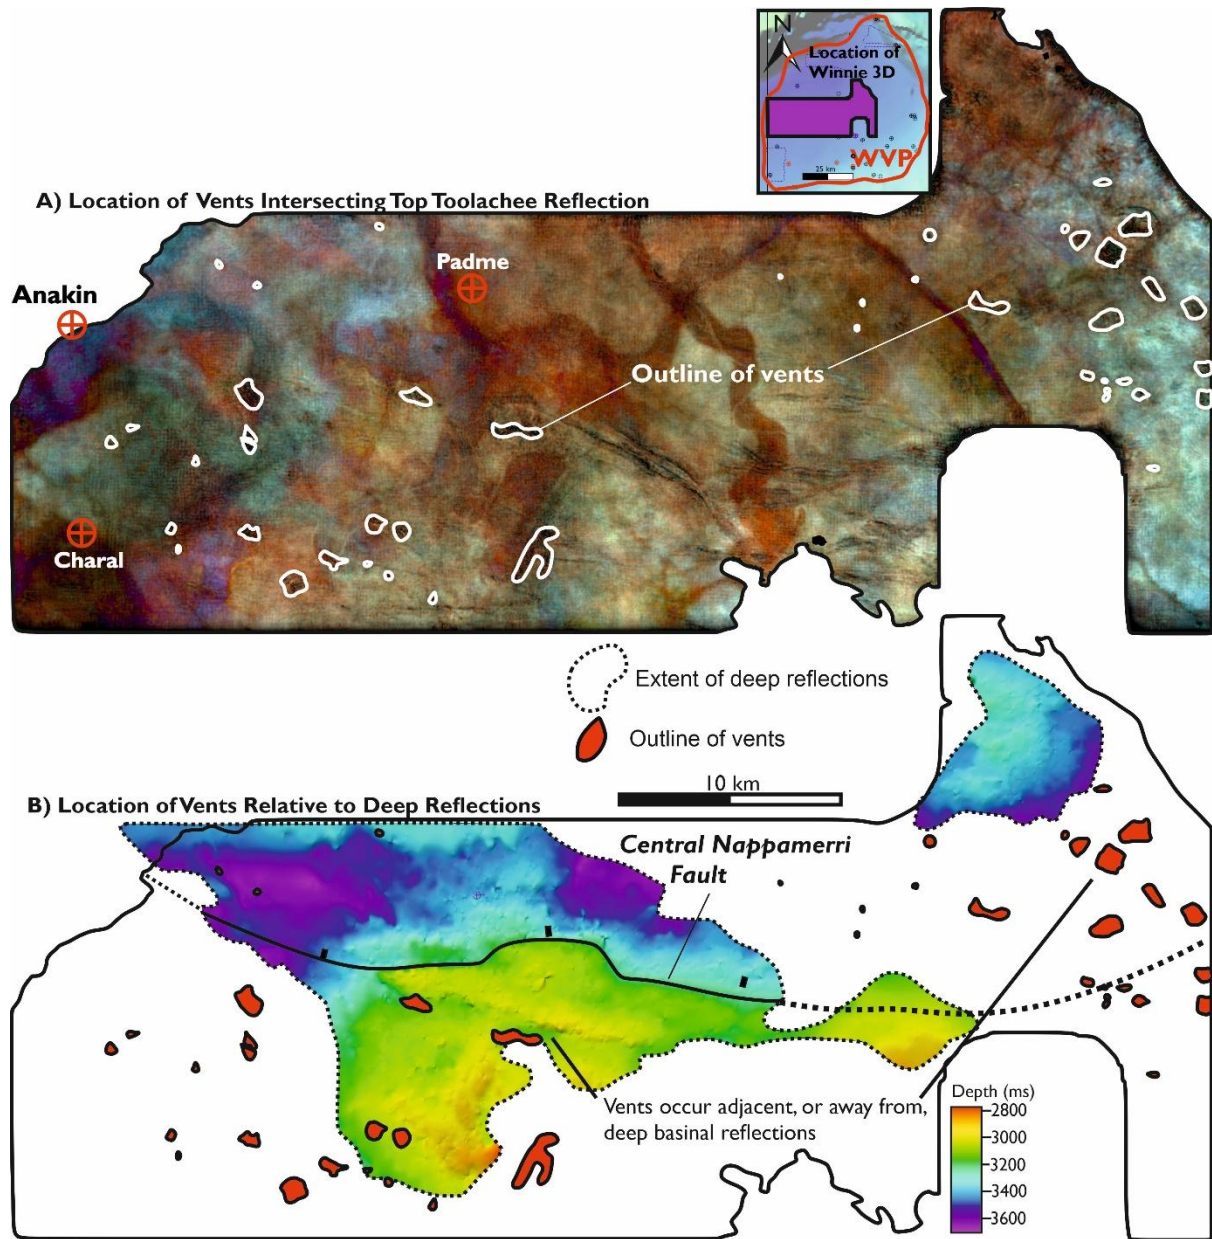 N
Location of
Winnie 3D
WVP
25 km
A) Location of Vents Intersecting Top Toolachee Reflection
Padme
Anakin
Outline of vents
Charal
Extent of deep reflections
Outline of vents
10 km
B) Location of Vents Relative to Deep Reflections
Central Nappamerri
Fault
Vents occur adjacent, or away from,
deep basinal reflections
Depth (ms)
2800
3000
3200
3400
3600